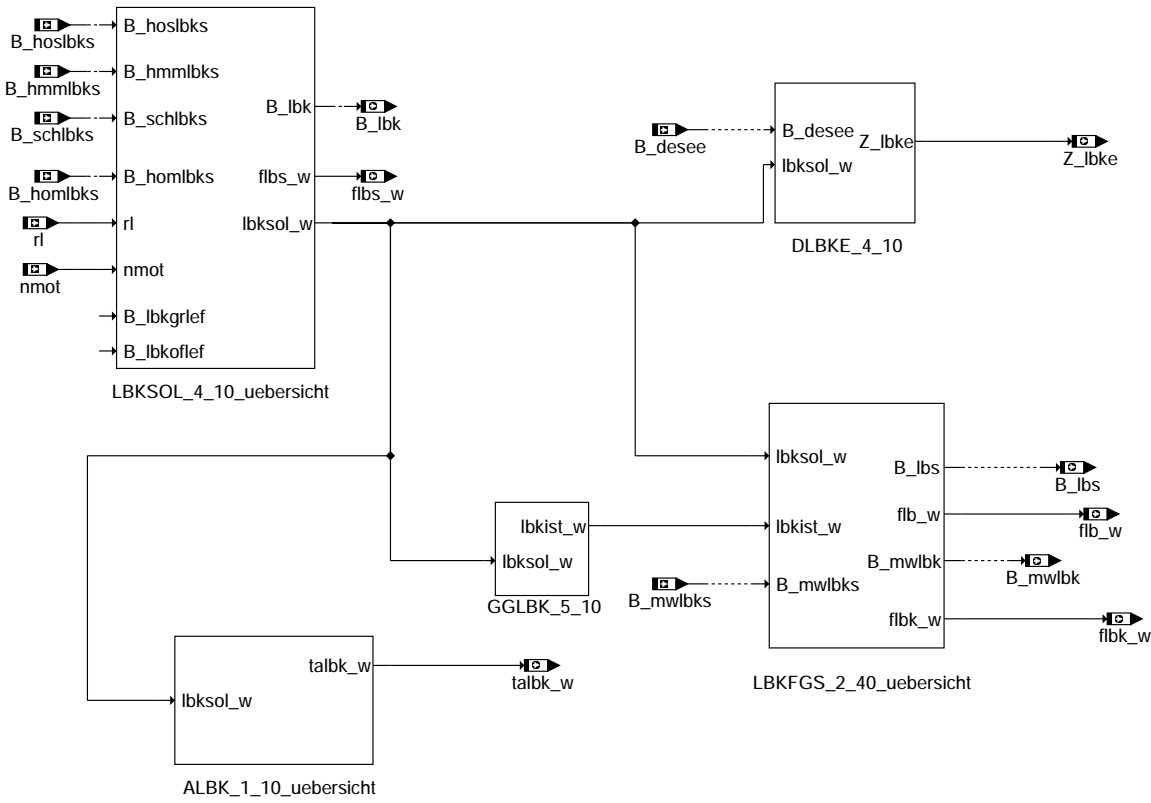 B_hoslbks
B_hoslbks
B_hmmlbks
B_hmmlbks
B_schlbks
B_schlbks
B_homlbks
B_homlbks
rl
rl
nmot
nmot
B_lbkgrlef
B_lbkoflef
B_lbk
B_lbk
flbs_w
flbs_w
lbksol_w
LBKSOL_4_10_uebersicht
B_desee
B_desee
lbksol_w
Z_lbke
Z_lbke
DLBKE_4_10
lbkist_w
lbksol_w
GGLBK_5_10
lbksol_w
lbkist_w
B_mwlbks
B_mwlbks
B_lbs
B_lbs
flb_w
flb_w
B_mwlbk
B_mwlbk
flbk_w
flbk_w
LBKFGS_2_40_uebersicht
talbk_w
talbk_w
lbksol_w
ALBK_1_10_uebersicht